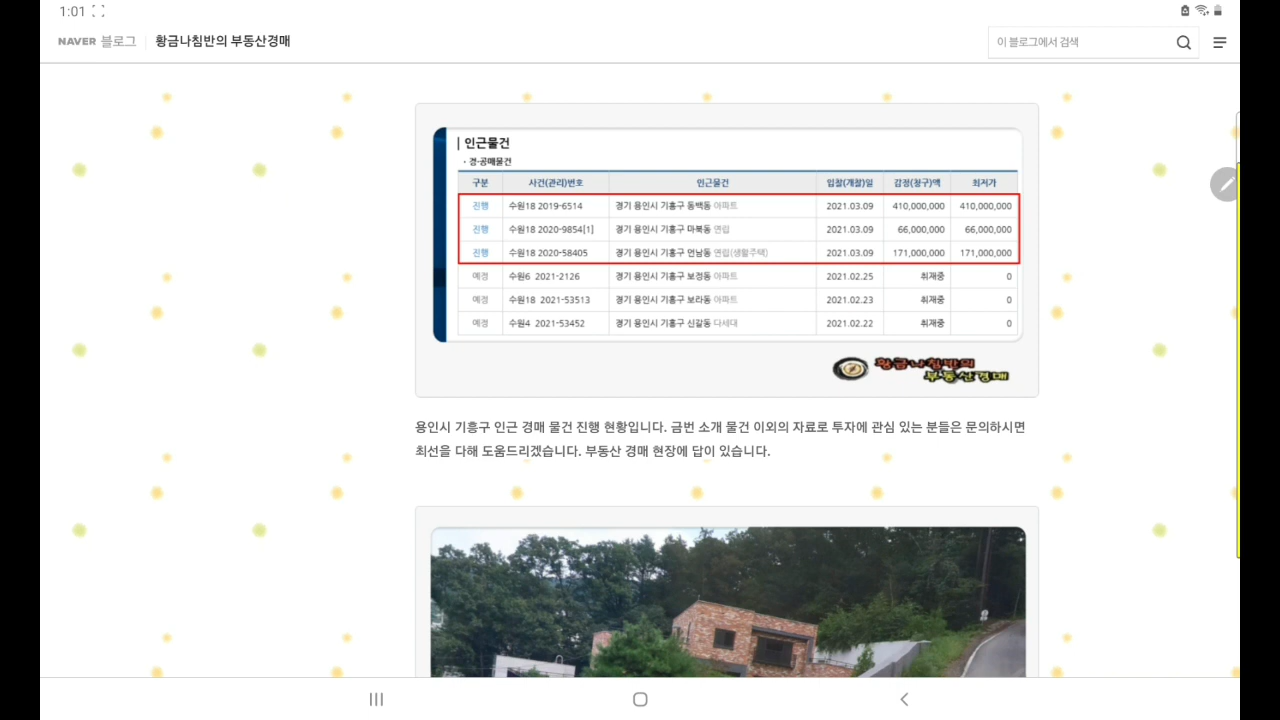 1:01
NAVER 블로그 황금나침반의 부동산경매
이 블로그에서 검색
인근물건
· 경·공매물건
구분 사건(관리)번호 인근물건 입찰(개찰)일 감정(청구)액 최저가
진행 수원18 2019-6514 경기 용인시 기흥구 동백동 아파트 2021.03.09 410,000,000 410,000,000
진행 수원18 2020-9854[1] 경기 용인시 기흥구 마북동 연립 2021.03.09 66,000,000 66,000,000
진행 수원18 2020-58405 경기 용인시 기흥구 언남동 연립(생활주택) 2021.03.09 171,000,000 171,000,000
예정 수원6 2021-2126 경기 용인시 기흥구 보정동 아파트 2021.02.25 취재중 0
예정 수원18 2021-53513 경기 용인시 기흥구 보라동 아파트 2021.02.23 취재중 0
예정 수원4 2021-53452 경기 용인시 기흥구 신갈동 다세대 2021.02.22 취재중 0
황금나침반의
부동산경매
용인시 기흥구 인근 경매 물건 진행 현황입니다. 금번 소개 물건 이외의 자료로 투자에 관심 있는 분들은 문의하시면
최선을 다해 도움드리겠습니다. 부동산 경매 현장에 답이 있습니다.